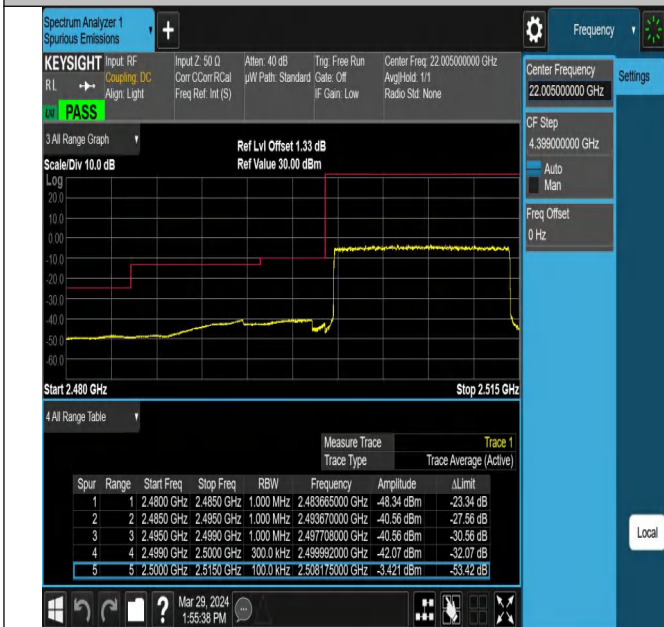 Spectrum Analyzer 1
Spurious Emissions
Frequency
KEYSIGHT
RL
Input: RF
Coupling: DC
Align: Light
Input Z: 50 Ω
Corr CCorr RCal
Freq Ref: Int (S)
Atten: 40 dB
µW Path: Standard
Trig: Free Run
Gate: Off
IF Gain: Low
Center Freq: 22.005000000 GHz
Avg|Hold: 1/1
Radio Std: None
PASS
Center Frequency
22.005000000 GHz
Settings
CF Step
4.399000000 GHz
Auto
Man
Freq Offset
0 Hz
Local
3 All Range Graph
Scale/Div 10.0 dB
Ref Lvl Offset 1.33 dB
Ref Value 30.00 dBm
Log
20.0
10.0
0.00
-10.0
-20.0
-30.0
-40.0
-50.0
-60.0
Start 2.480 GHz
Stop 2.515 GHz
4 All Range Table
Measure Trace Trace 1
Trace Type Trace Average (Active)
Spur Range Start Freq Stop Freq RBW Frequency Amplitude ΔLimit
1 1 2.4800 GHz 2.4850 GHz 1.000 MHz 2.483665000 GHz -48.34 dBm -23.34 dB
2 2 2.4850 GHz 2.4950 GHz 1.000 MHz 2.493670000 GHz -40.56 dBm -27.56 dB
3 3 2.4950 GHz 2.4990 GHz 1.000 MHz 2.497708000 GHz -40.56 dBm -30.56 dB
4 4 2.4990 GHz 2.5000 GHz 300.0 kHz 2.499992000 GHz -42.07 dBm -32.07 dB
5 5 2.5000 GHz 2.5150 GHz 100.0 kHz 2.508175000 GHz -3.421 dBm -53.42 dB
Mar 29, 2024
1:55:38 PM